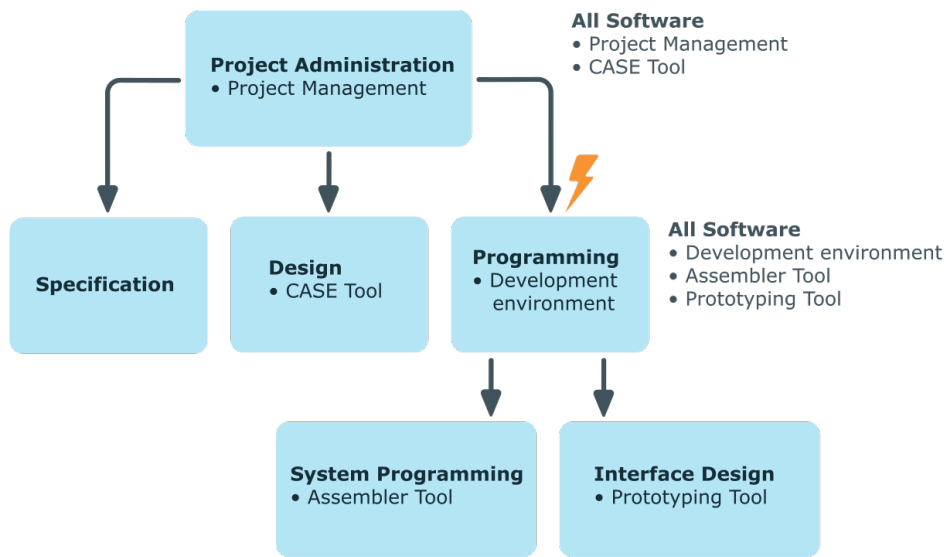 All Software
• Project Management
• CASE Tool
Project Administration
• Project Management
Specification
Design
• CASE Tool
Programming
• Development
environment
All Software
• Development environment
• Assembler Tool
• Prototyping Tool
System Programming
• Assembler Tool
Interface Design
• Prototyping Tool